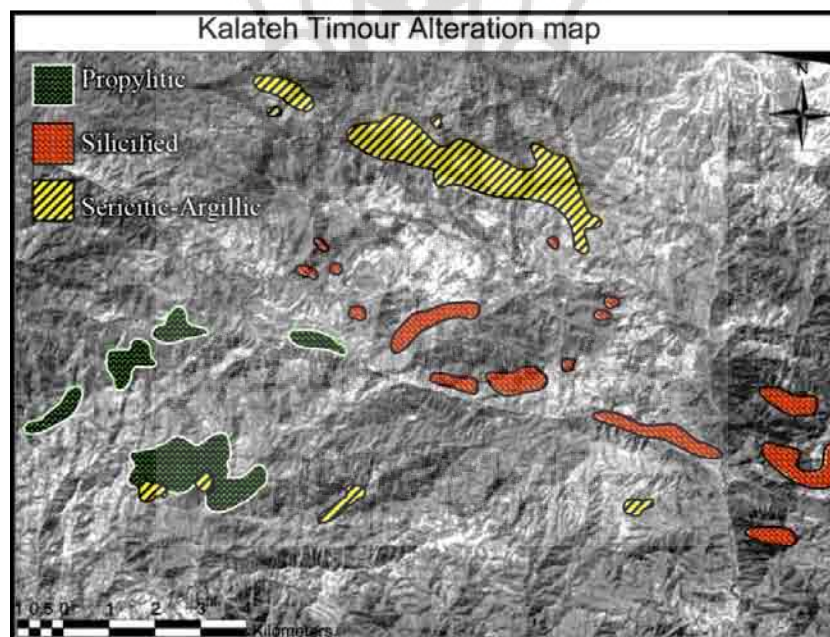 Kalateh Timour Alteration map
Propylitic
Silicified
Sericitic-Argillic
N
1 0.5 0 1 2 3
Kilometers